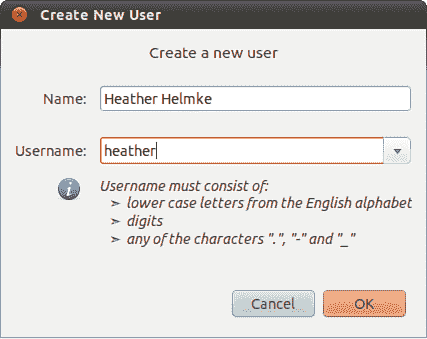 Create New User
Create a new user
Name: Heather Helmke
Username: heather
Username must consist of:
➣ lower case letters from the English alphabet
➣ digits
➣ any of the characters ".", "-" and "_"
Cancel OK